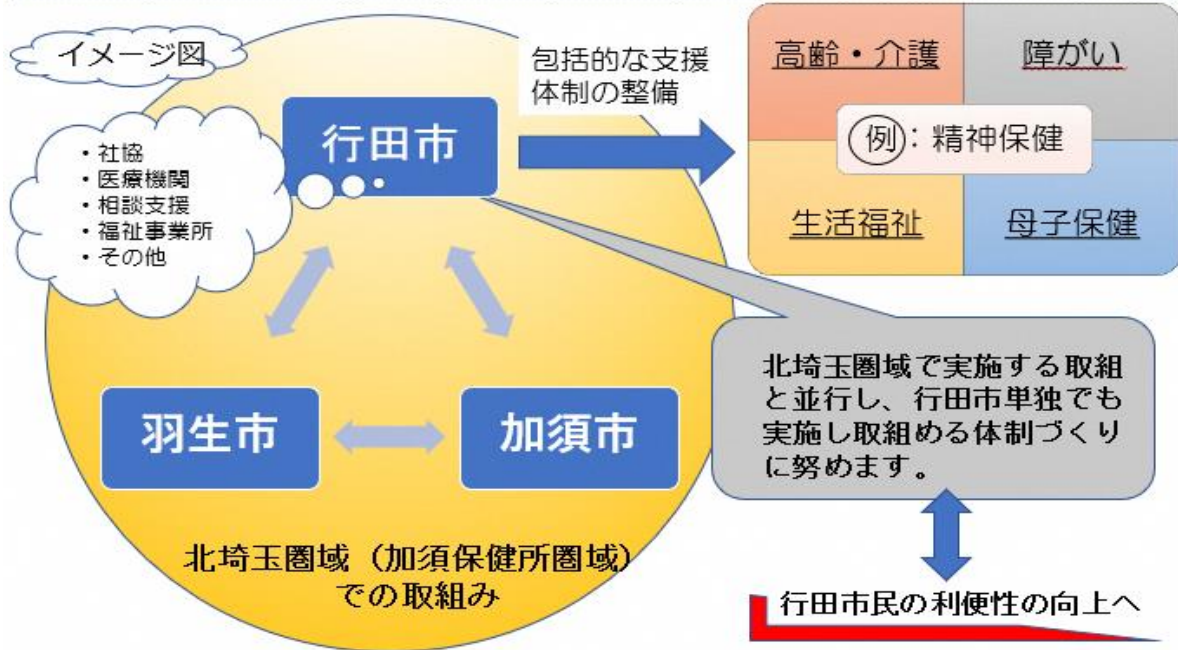 イメージ図
・社協
・医療機関
・相談支援
・福祉事業所
・その他
行田市
羽生市
加須市
北埼玉圏域（加須保健所圏域）
での取組み
包括的な支援
体制の整備
高齢・介護
障がい
例：精神保健
生活福祉
母子保健
北埼玉圏域で実施する取組
と並行し、行田市単独でも
実施し取組める体制づくり
に努めます。
行田市民の利便性の向上へ